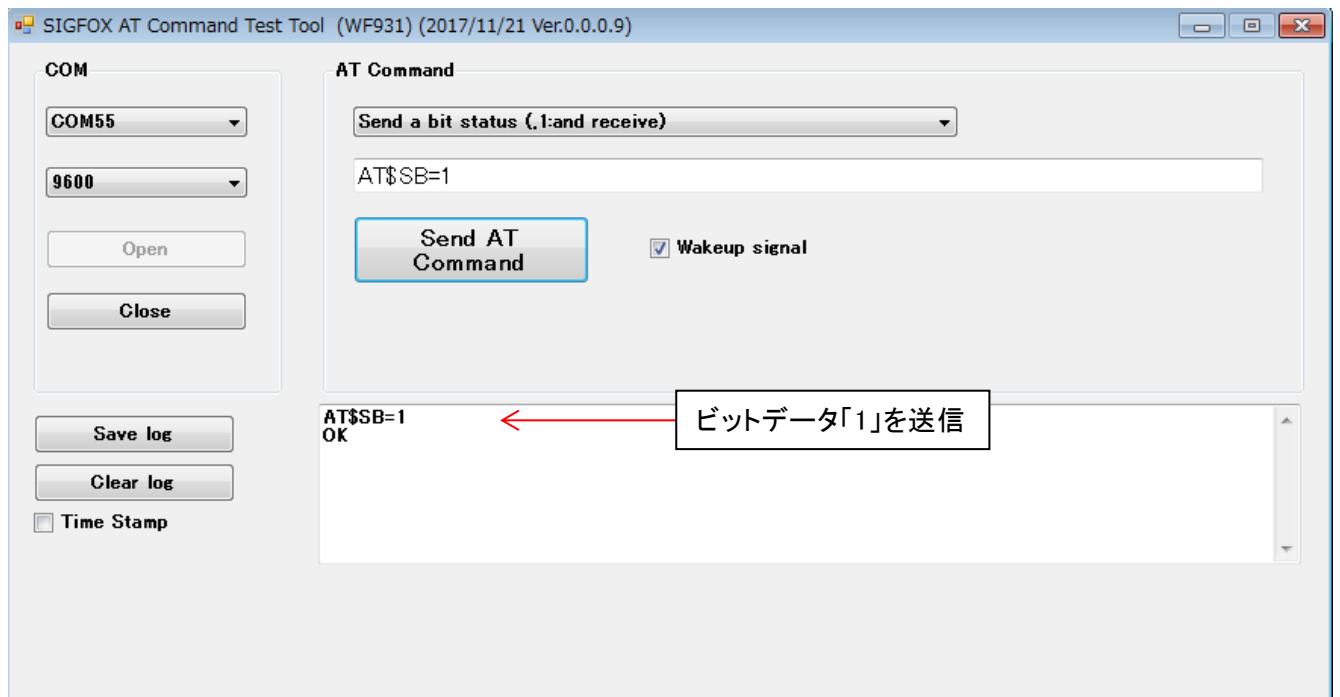 SIGFOX AT Command Test Tool (WF931) (2017/11/21 Ver.0.0.0.9)
COM
COM55
9600
Open
Close
AT Command
Send a bit status (,1:and receive)
AT$SB=1
Send AT
Command
Wakeup signal
Save log
Clear log
Time Stamp
AT$SB=1
OK
ビットデータ「1」を送信